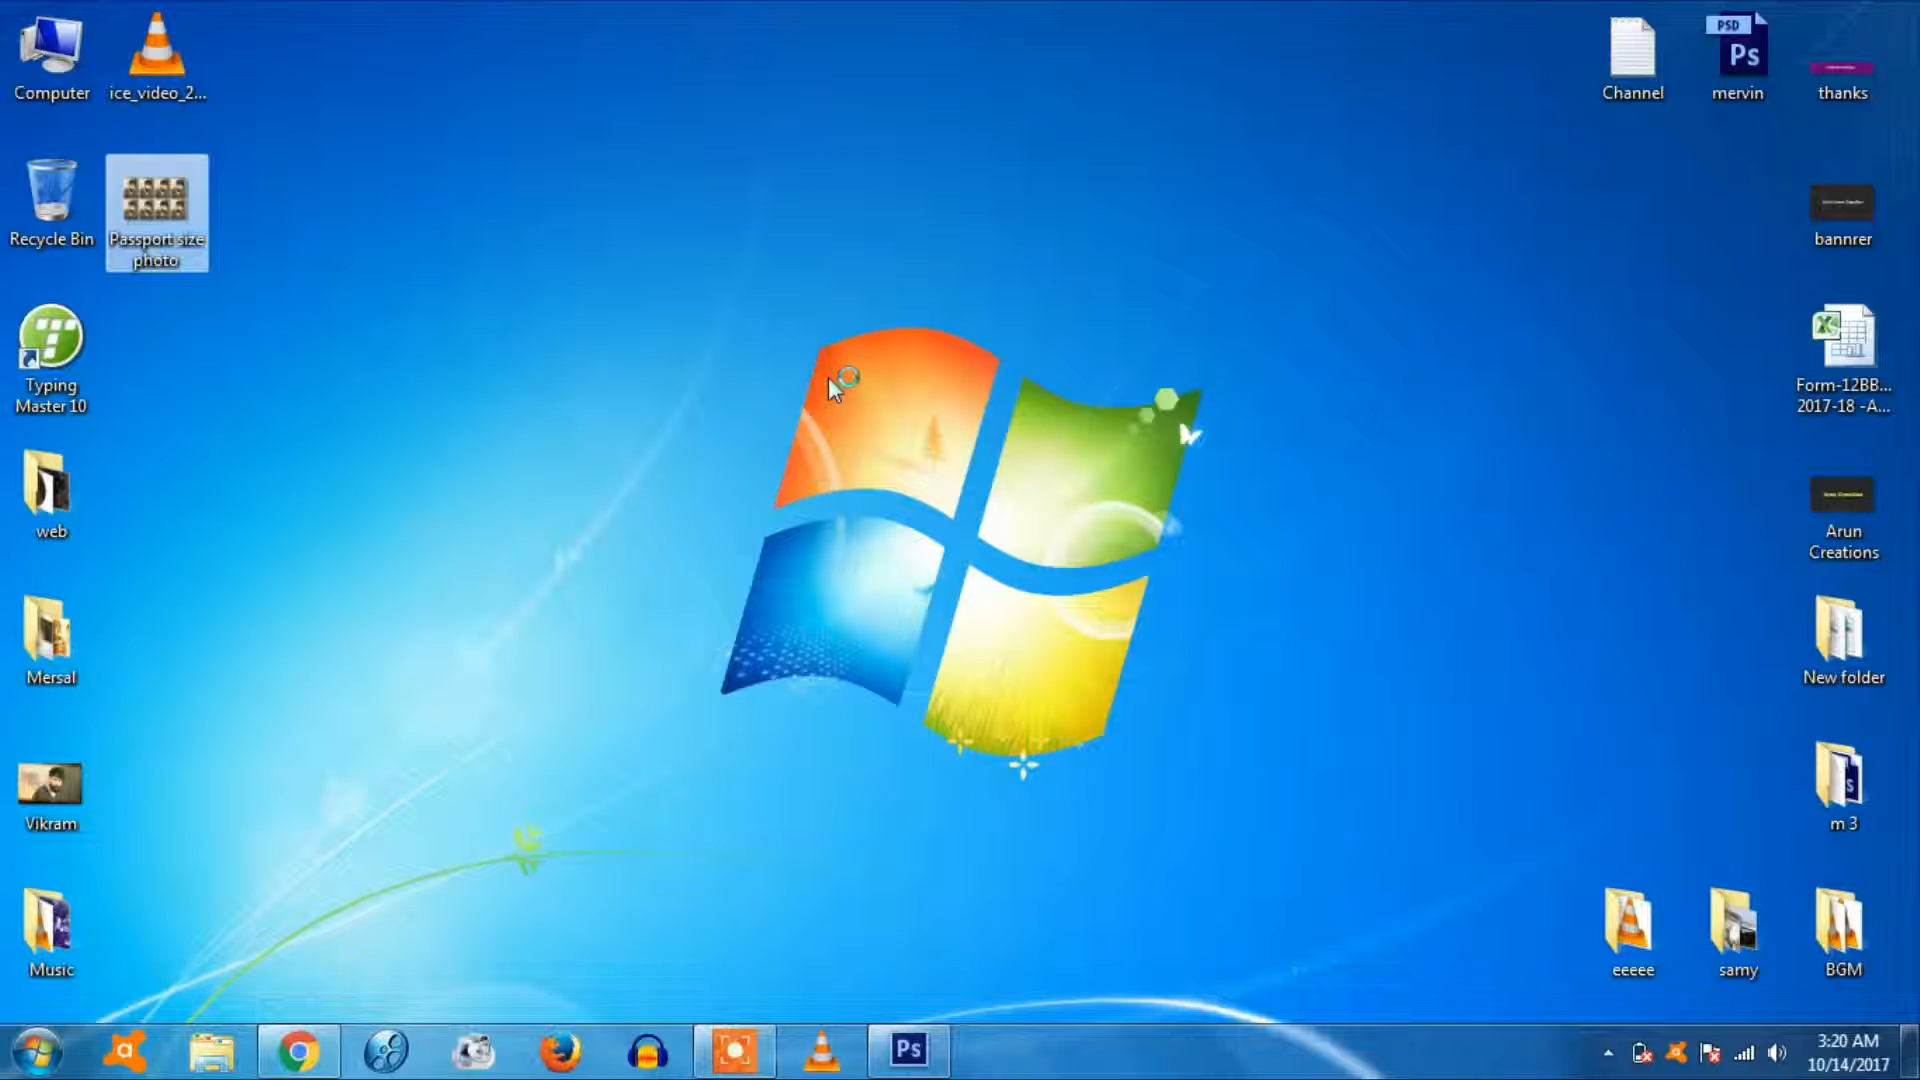 Computer
ice_video_2...
Channel
PSD
Ps
mervin
thanks
Recycle Bin
Passport size
photo
bannrer
Typing
Master 10
Form-12BB...
2017-18 -A...
web
Arun
Creations
Mersal
New folder
Vikram
m 3
Music
eeeee
samy
BGM
Ps
3:20 AM
10/14/2017